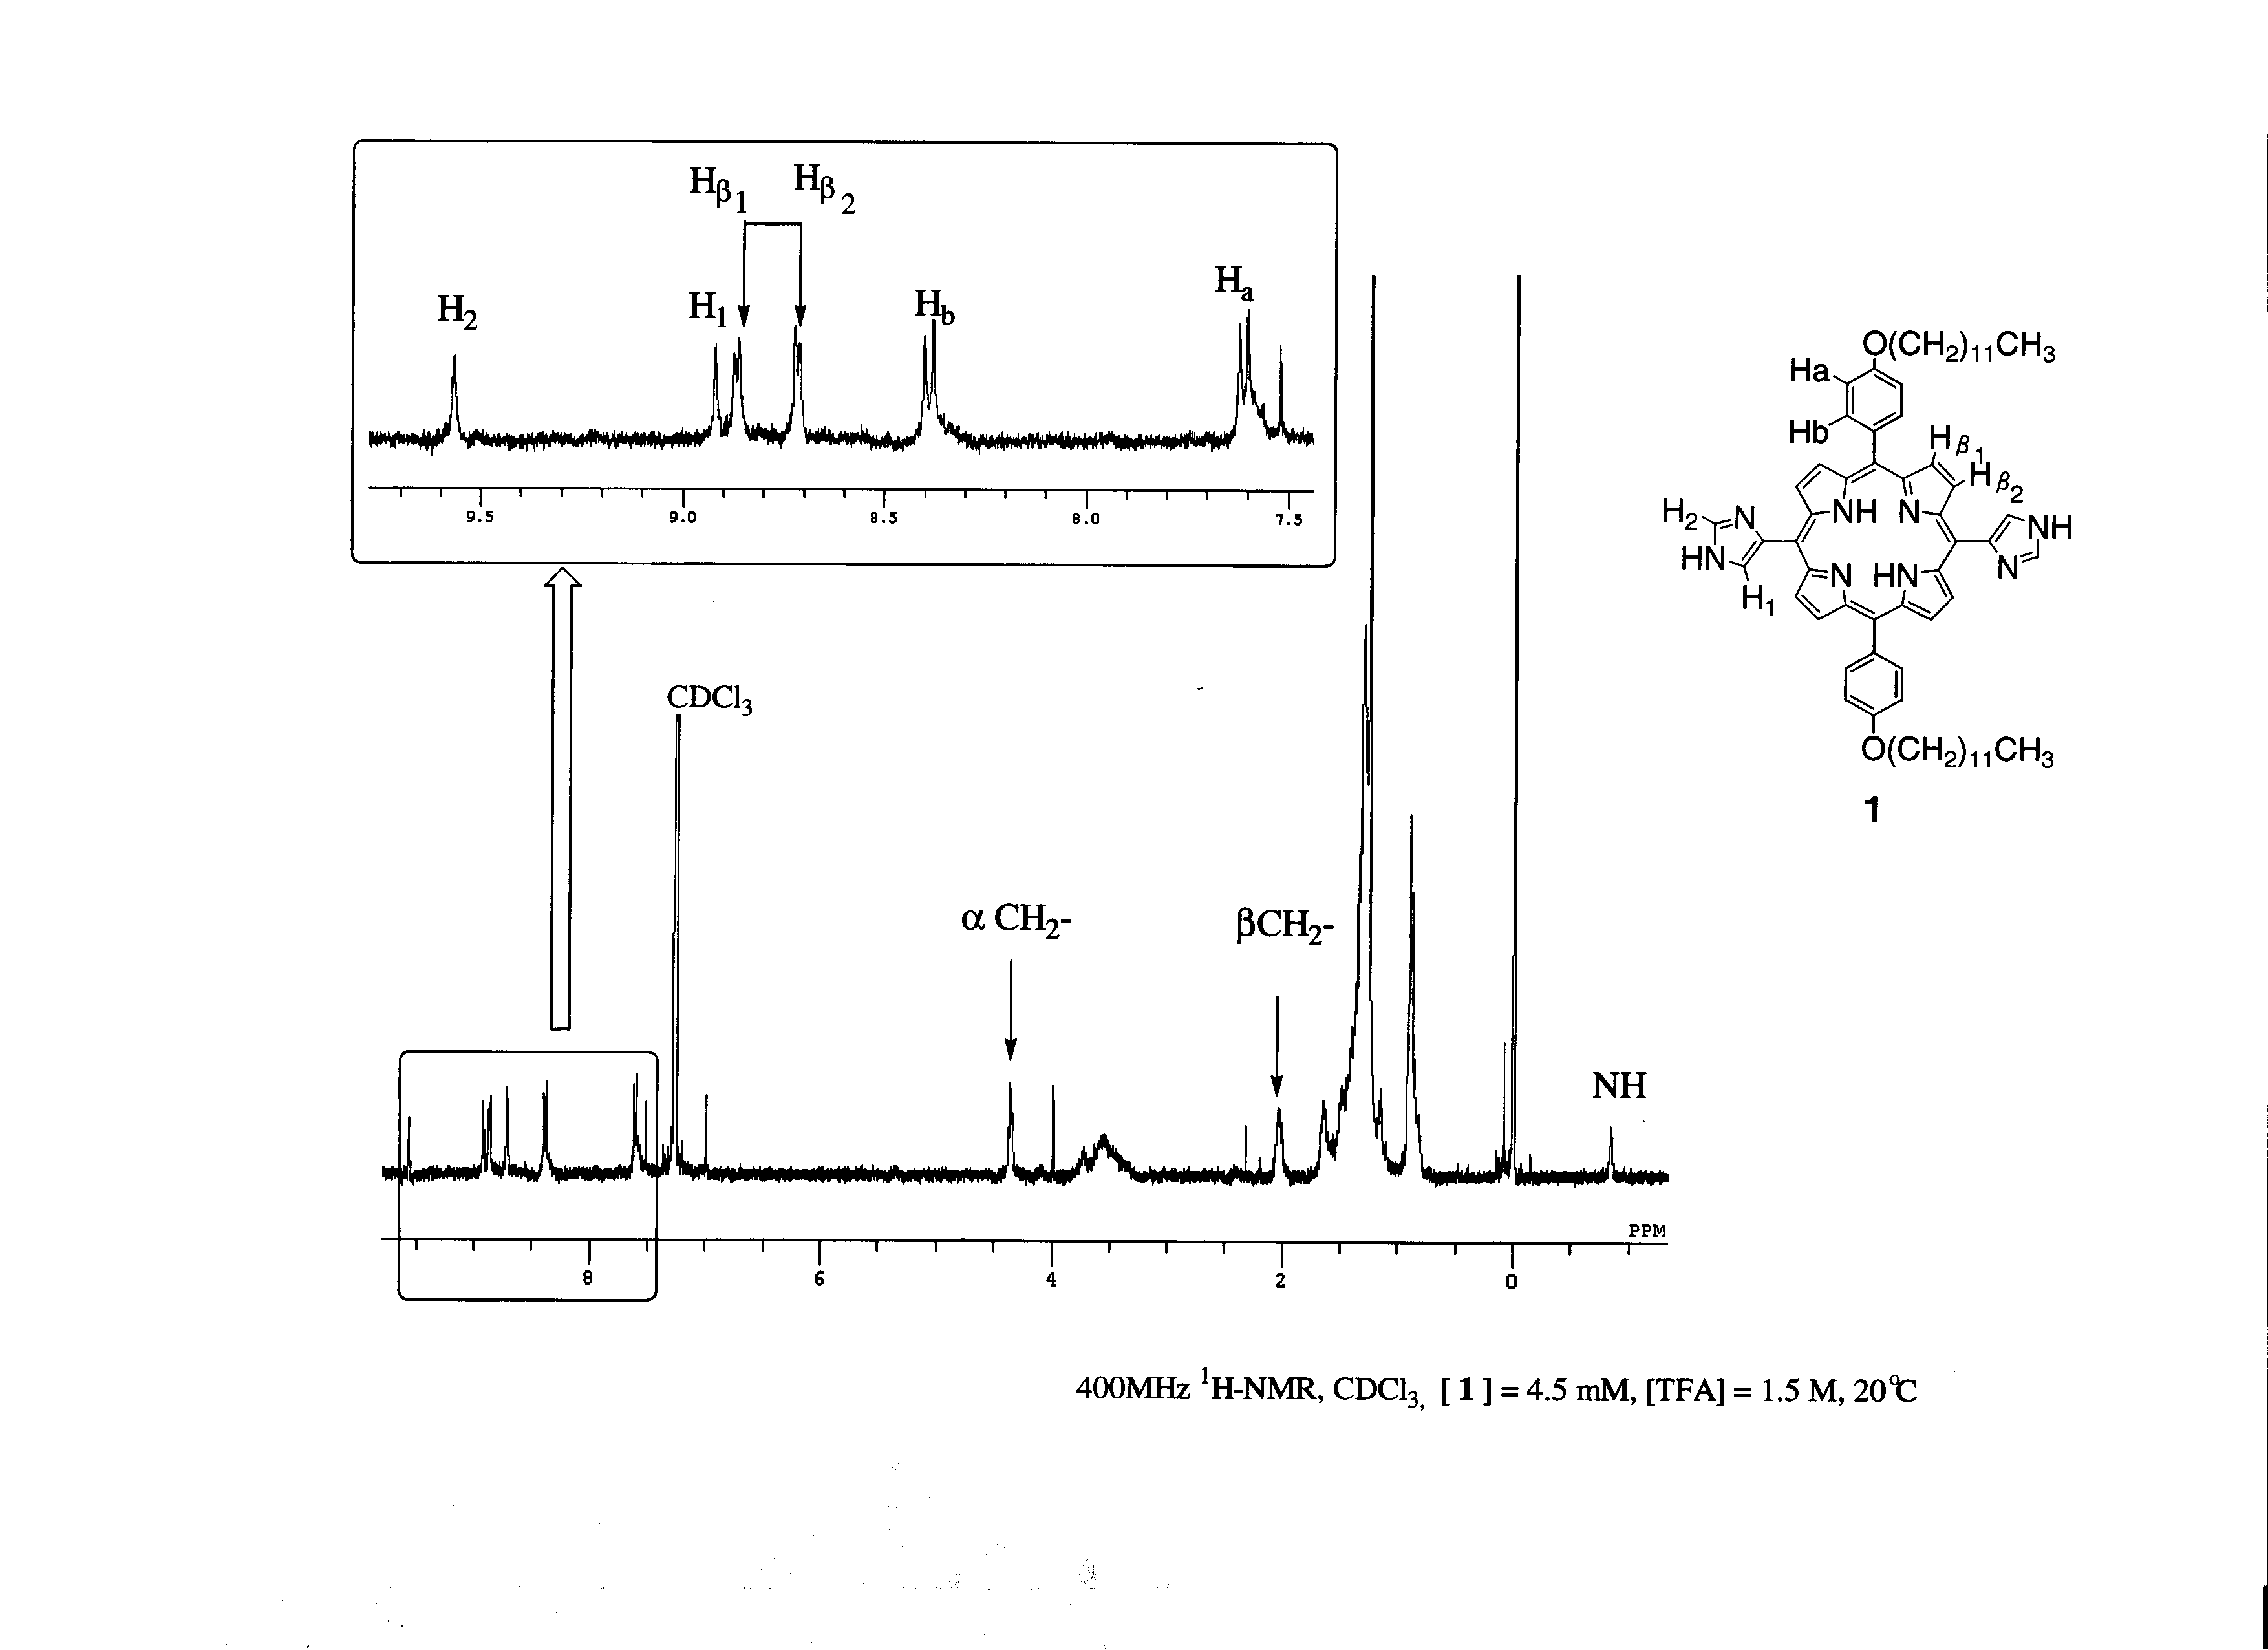 Hβ1 Hβ2
H2 H1 Hb Ha
9.5 9.0 8.5 8.0 7.5
CDCl3
α CH2- βCH2-
NH
PPM
8 6 4 2 0
O(CH2)11CH3
Ha
Hb
Hβ1
Hβ2
H2 N NH N NH
HN N HN N
H1
O(CH2)11CH3
1
400MHz ¹H-NMR, CDCl3, [ 1 ] = 4.5 mM, [TFA] = 1.5 M, 20°C